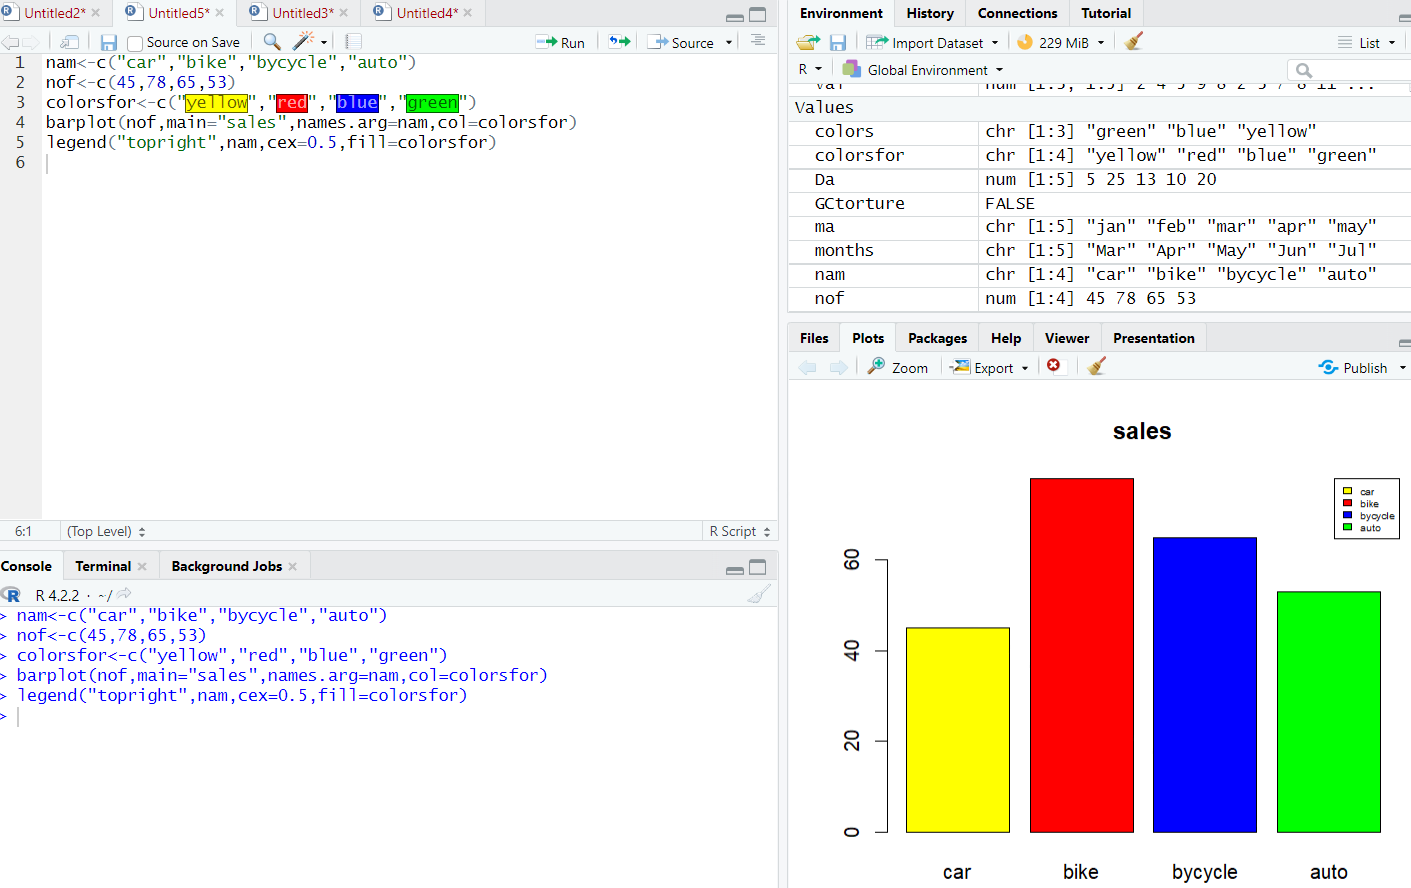 Untitled2* Untitled5* Untitled3* Untitled4*
Source on Save Run Source
1 nam<-c("car","bike","bycycle","auto")
2 nof<-c(45,78,65,53)
3 colorsfor<-c("yellow","red","blue","green")
4 barplot(nof,main="sales",names.arg=nam,col=colorsfor)
5 legend("topright",nam,cex=0.5,fill=colorsfor)
6
6:1 (Top Level) R Script
Console Terminal Background Jobs
R 4.2.2 · ~/
> nam<-c("car","bike","bycycle","auto")
> nof<-c(45,78,65,53)
> colorsfor<-c("yellow","red","blue","green")
> barplot(nof,main="sales",names.arg=nam,col=colorsfor)
> legend("topright",nam,cex=0.5,fill=colorsfor)
>
Environment History Connections Tutorial
Import Dataset 229 MiB List
R Global Environment
Values
colors chr [1:3] "green" "blue" "yellow"
colorsfor chr [1:4] "yellow" "red" "blue" "green"
Da num [1:5] 5 25 13 10 20
GCtorture FALSE
ma chr [1:5] "jan" "feb" "mar" "apr" "may"
months chr [1:5] "Mar" "Apr" "May" "Jun" "Jul"
nam chr [1:4] "car" "bike" "bycycle" "auto"
nof num [1:4] 45 78 65 53
Files Plots Packages Help Viewer Presentation
Zoom Export Publish
sales
car
bike
bycycle
auto
60
40
20
0
car bike bycycle auto